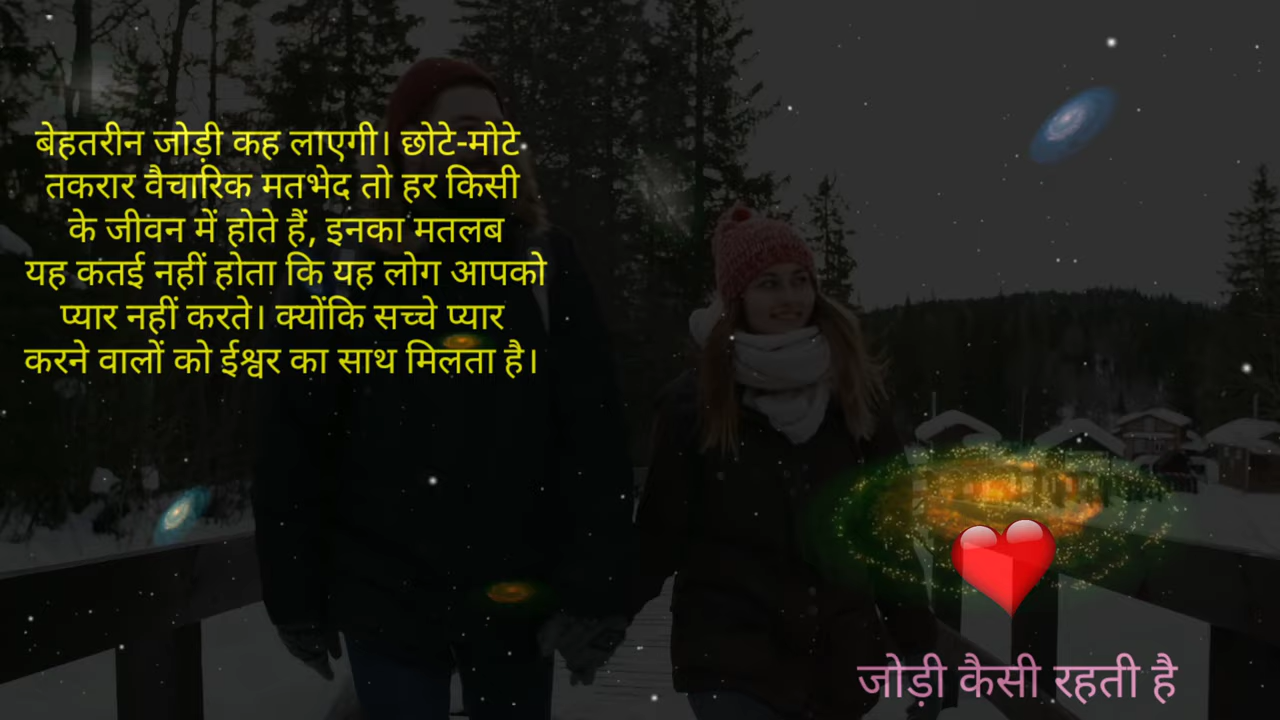 बेहतरीन जोड़ी कह लाएगी। छोटे-मोटे
तकरार वैचारिक मतभेद तो हर किसी
के जीवन में होते हैं, इनका मतलब
यह कतई नहीं होता कि यह लोग आपको
प्यार नहीं करते। क्योंकि सच्चे प्यार
करने वालों को ईश्वर का साथ मिलता है।
जोड़ी कैसी रहती है